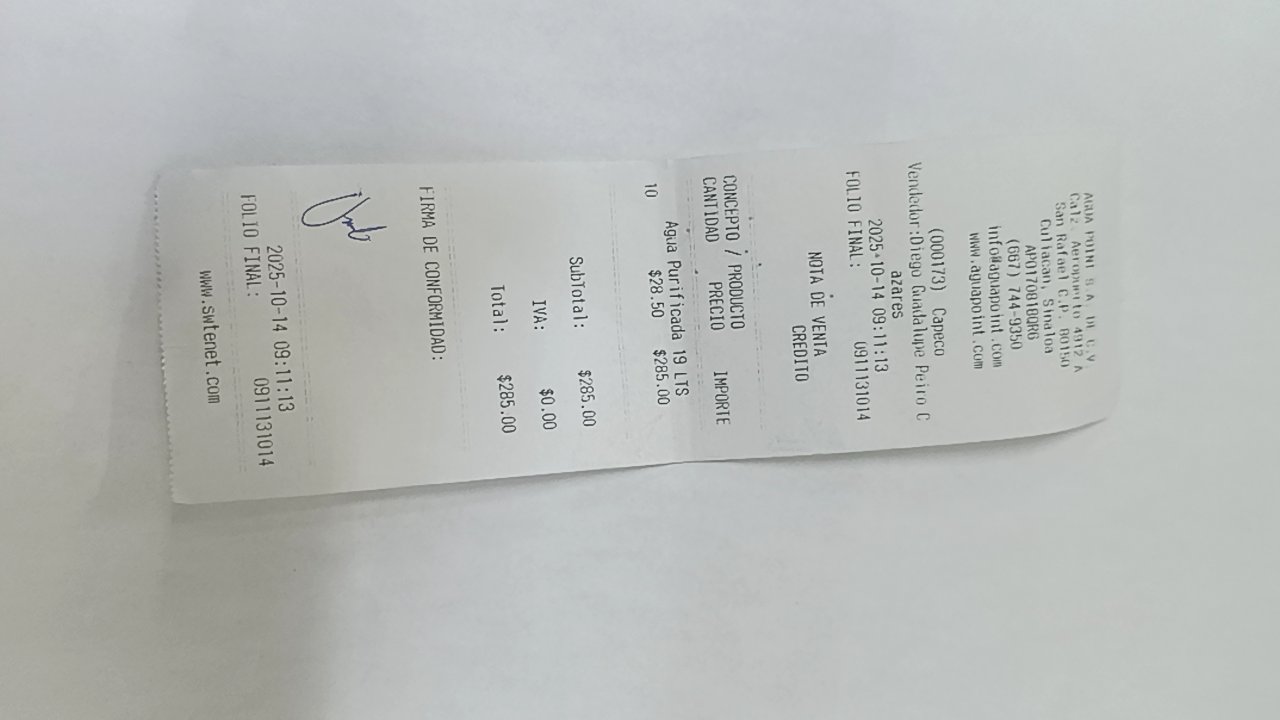 AGUA POINT S.A. DE C.V.
Calz. Aeropuerto 4912 A
San Rafael C.P. 80150
Culiacan, Sinaloa
APO170818QR6
(667) 744-9350
info@aguapoint.com
www.aguapoint.com
(000173) Capeco
Vendedor:Diego Guadalupe Peiro C
azares
2025-10-14 09:11:13
FOLIO FINAL: 0911131014
NOTA DE VENTA
CREDITO
CONCEPTO / PRODUCTO
CANTIDAD PRECIO IMPORTE
Agua Purificada 19 LTS
10 $28.50 $285.00
SubTotal: $285.00
IVA: $0.00
Total: $285.00
FIRMA DE CONFORMIDAD:
2025-10-14 09:11:13
FOLIO FINAL: 0911131014
www.swtenet.com